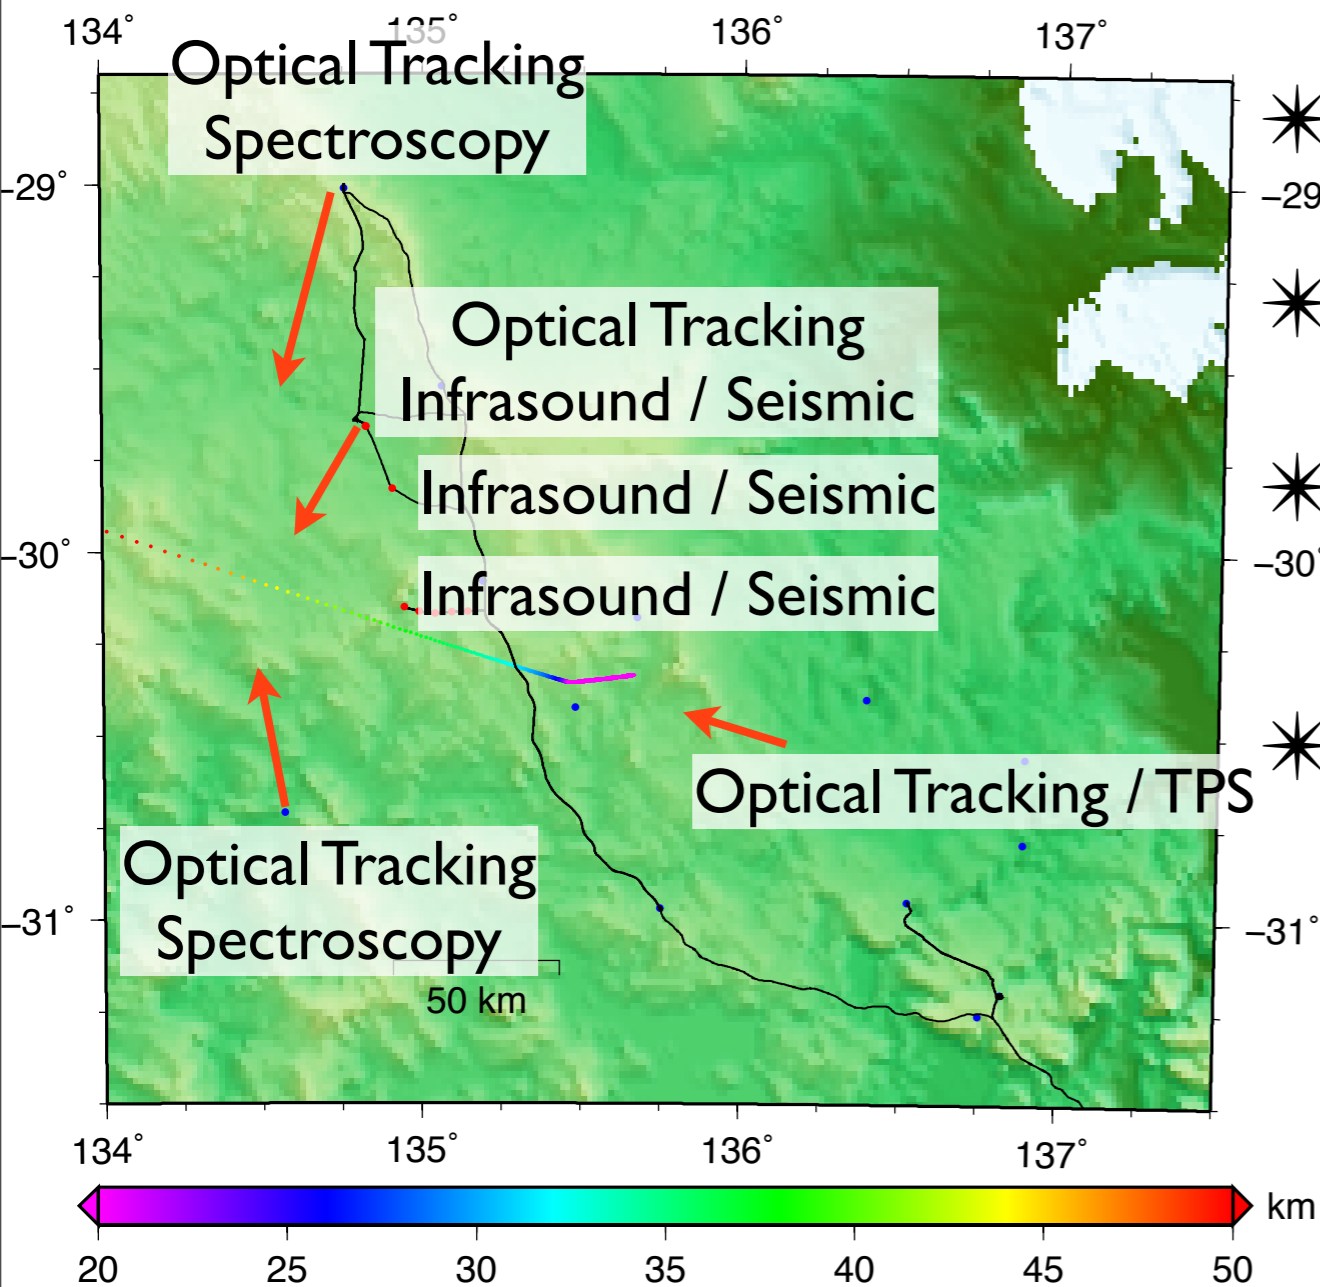 134° 135° 136° 137°
Optical Tracking
Spectroscopy
−29° −29
Optical Tracking
Infrasound / Seismic
Infrasound / Seismic
−30° −30°
Infrasound / Seismic
Optical Tracking / TPS
Optical Tracking
Spectroscopy
−31° −31°
50 km
134° 135° 136° 137°
km
20 25 30 35 40 45 50